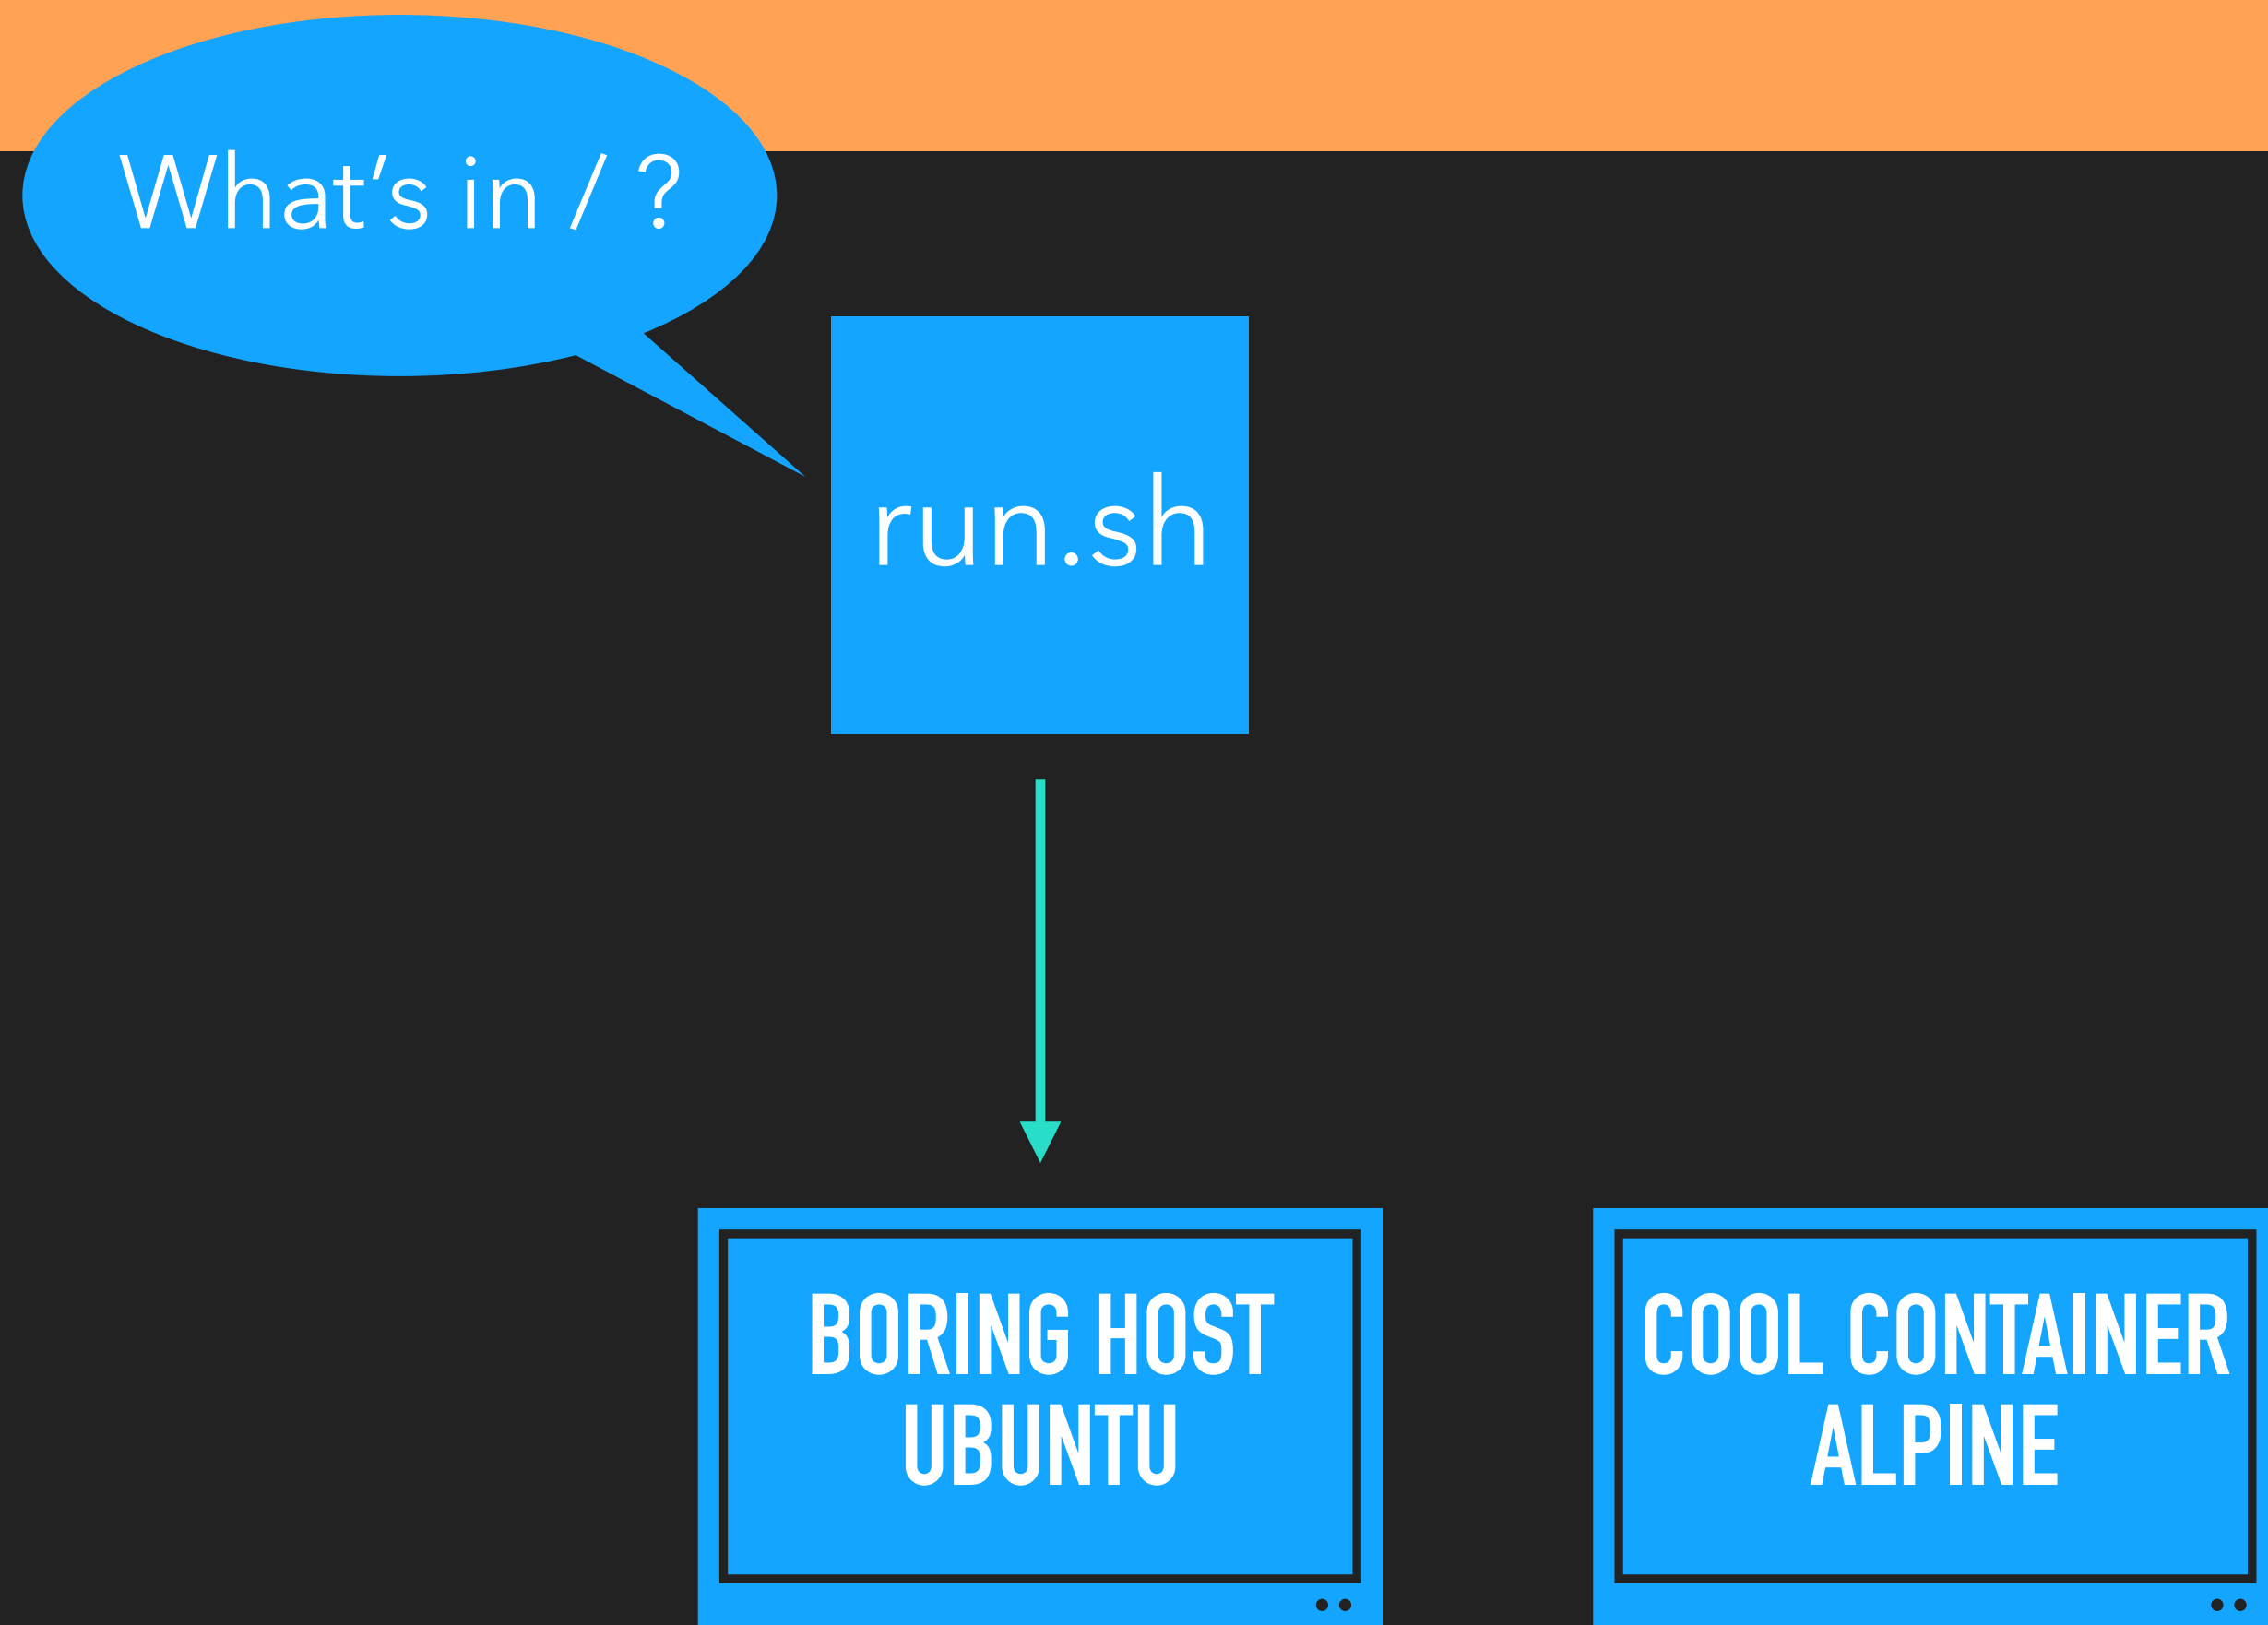 What’s in / ?
run.sh
BORING HOST
UBUNTU
COOL CONTAINER
ALPINE